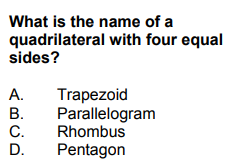 What is the name of a
quadrilateral with four equal
sides?
A. Trapezoid
B. Parallelogram
C. Rhombus
D. Pentagon